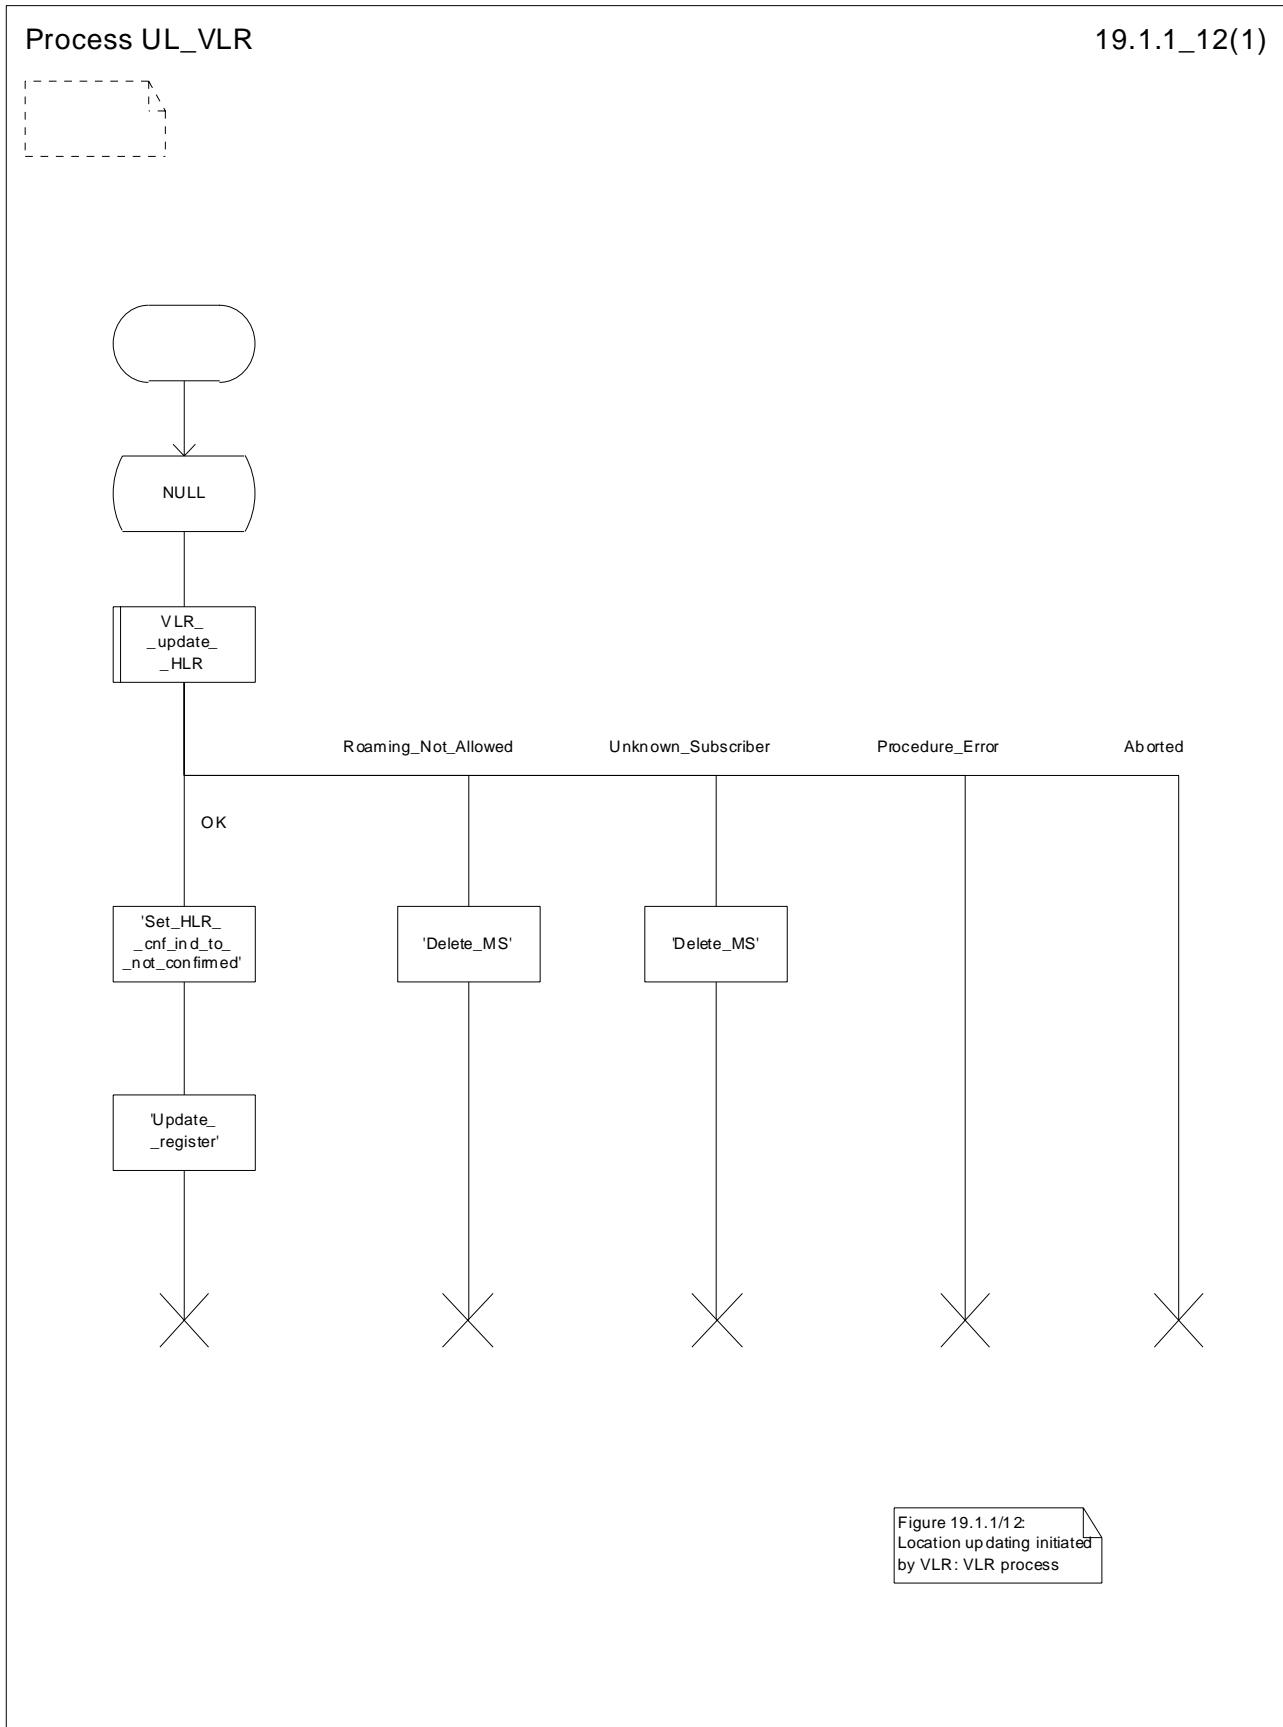 Process UL_VLR
19.1.1_12(1)
NULL
VLR_
_update_
_HLR
Roaming_Not_Allowed
Unknown_Subscriber
Procedure_Error
Aborted
OK
'Set_HLR_
_cnf_ind_to_
_not_confirmed'
'Delete_MS'
'Delete_MS'
'Update_
_register'
Figure 19.1.1/12:
Location updating initiated
by VLR: VLR process